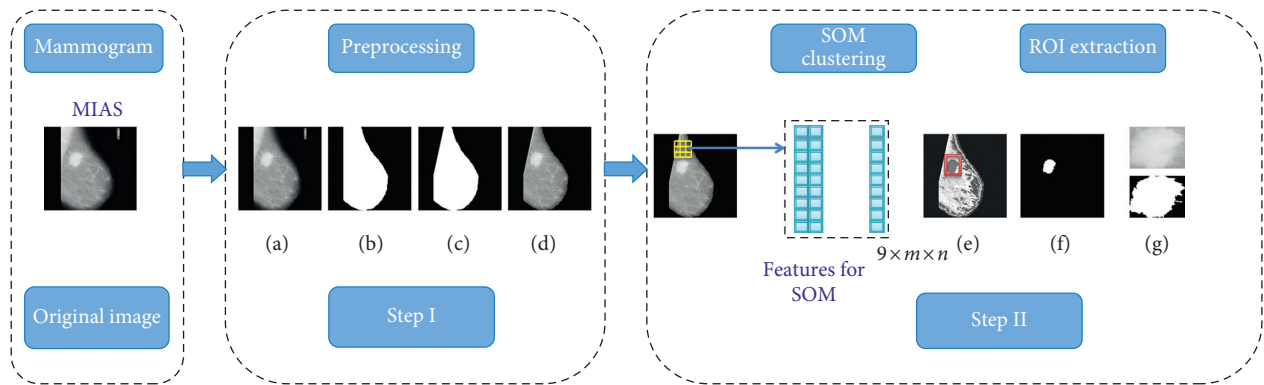 Mammogram
MIAS
Original image
Preprocessing
(a)
(b)
(c)
(d)
Step I
SOM
clustering
ROI extraction
Features for
SOM
9 × m × n
(e)
(f)
(g)
Step II